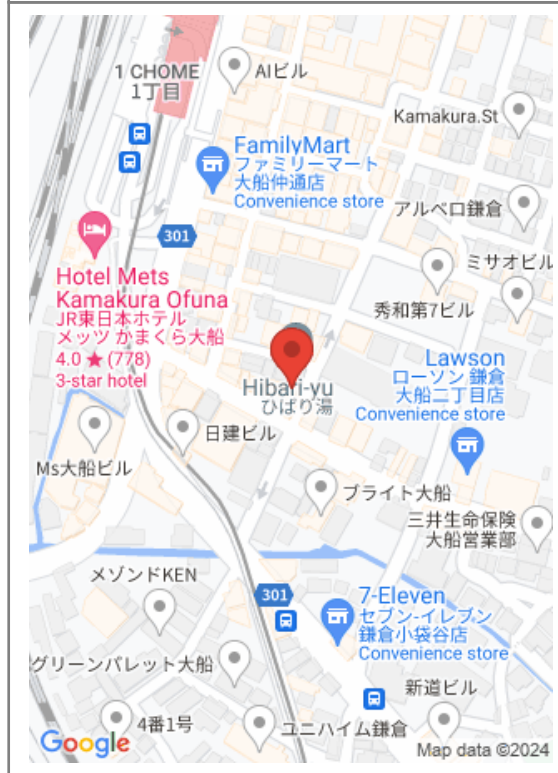 1 CHOME
1丁目
AIビル
Kamakura.St
FamilyMart
ファミリーマート
大船仲通店
Convenience store
アルベロ鎌倉
301
ミサオビル
Hotel Mets
Kamakura Ofuna
JR東日本ホテル
メッツ かまくら大船
4.0 ★ (778)
3-star hotel
秀和第7ビル
Hibari-yu
ひばり湯
Lawson
ローソン 鎌倉
大船二丁目店
Convenience store
日建ビル
Ms大船ビル
ブライト大船
三井生命保険
大船営業部
メゾンドKEN
301
7-Eleven
セブン-イレブン
鎌倉小袋谷店
Convenience store
グリーンパレット大船
新道ビル
4番1号
ユニハイム鎌倉
Google
Map data ©2024